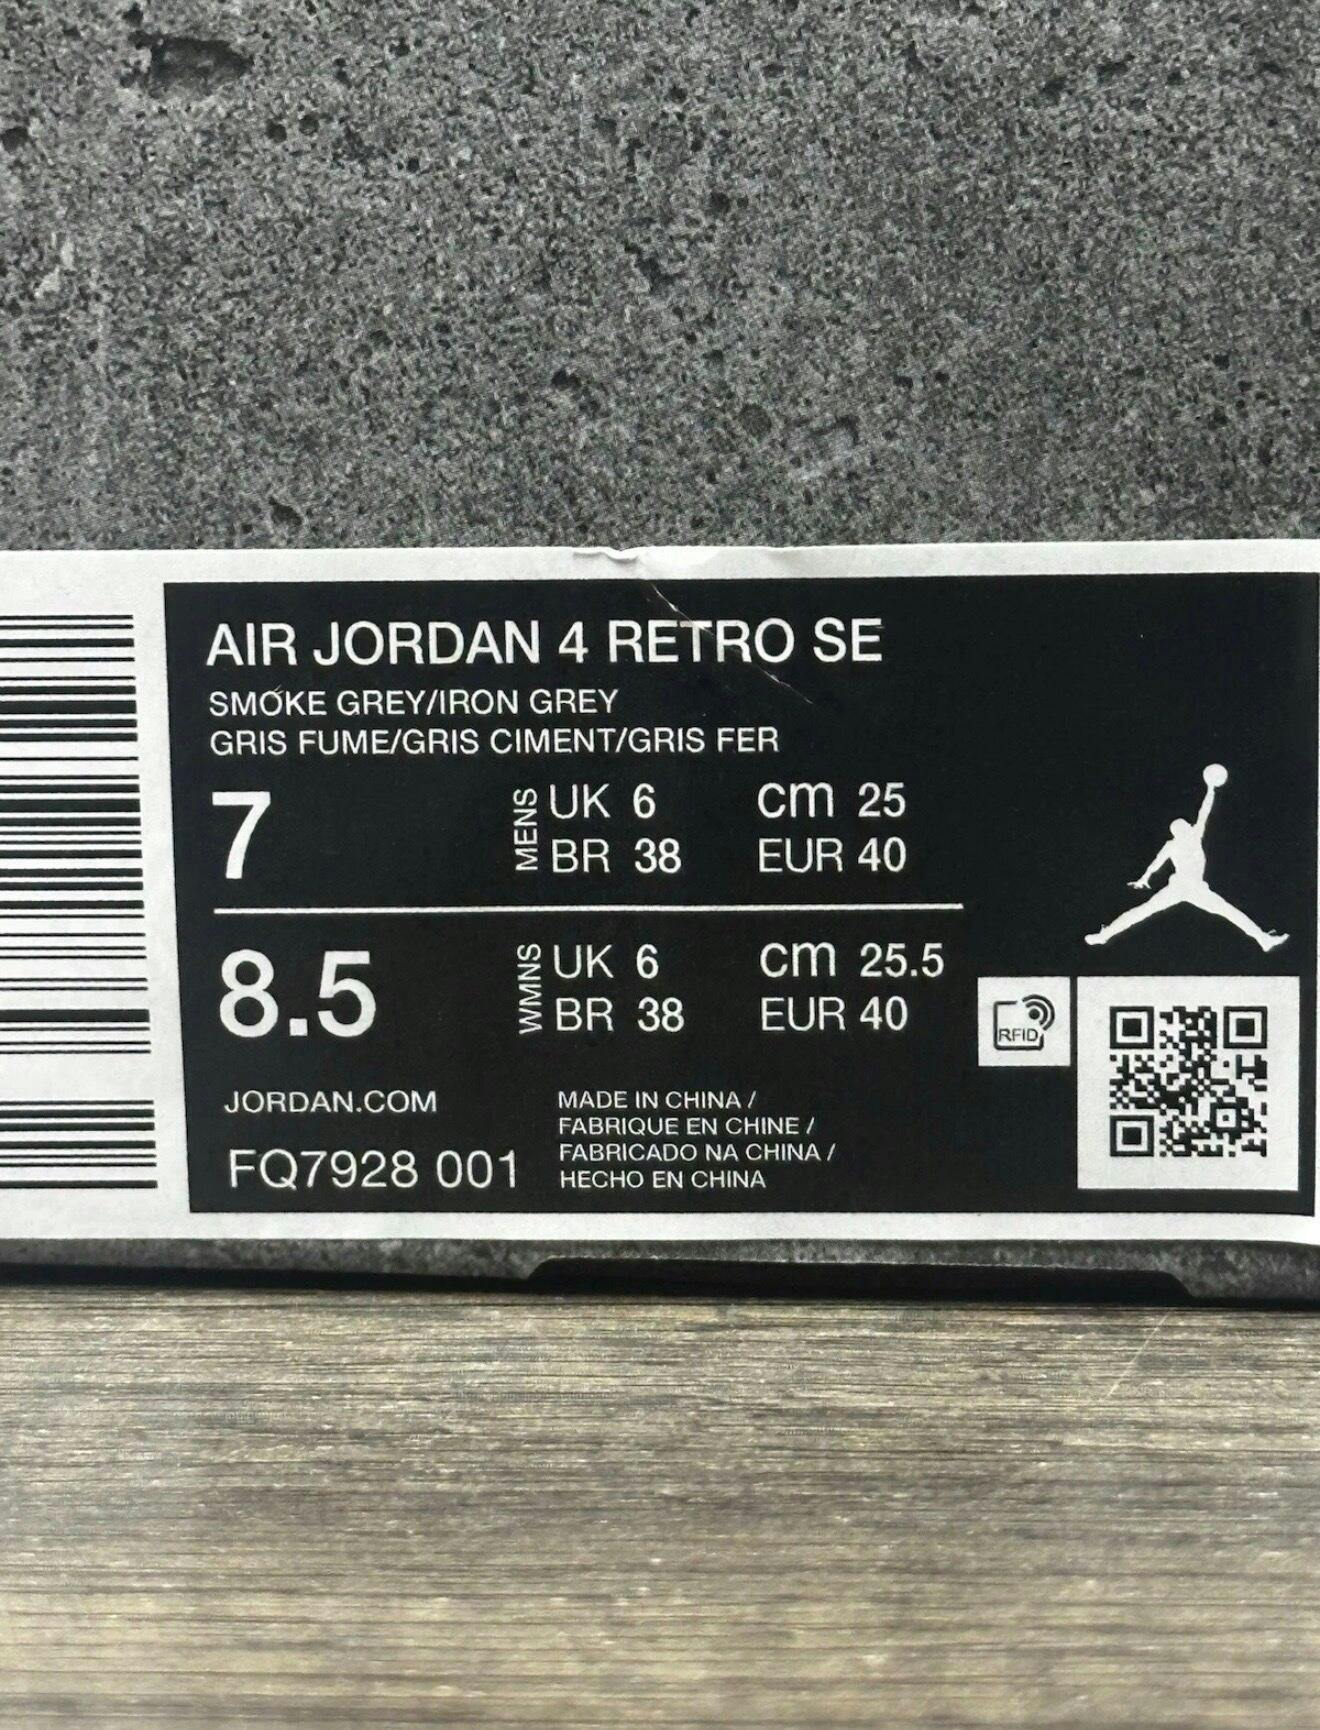 AIR JORDAN 4 RETRO SE
SMOKE GREY/IRON GREY
GRIS FUME/GRIS CIMENT/GRIS FER
7 MENS UK 6 cm 25
BR 38 EUR 40
8.5 WMNS UK 6 cm 25.5
BR 38 EUR 40
RFID
JORDAN.COM
FQ7928 001
MADE IN CHINA /
FABRIQUE EN CHINE /
FABRICADO NA CHINA /
HECHO EN CHINA